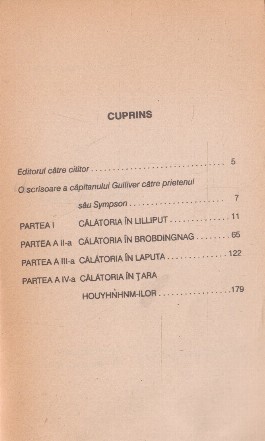 CUPRINS
Editorul către cititor 5
O scrisoare a căpitanului Gulliver către prietenul
său Sympson 7
PARTEA I CĂLĂTORIA ÎN LILLIPUT 11
PARTEA A II-a CĂLĂTORIA ÎN BROBDINGNAG 65
PARTEA A III-a CĂLĂTORIA ÎN LAPUTA 122
PARTEA A IV-a CĂLĂTORIA ÎN ŢARA
HOUYHNHNM-ILOR 179